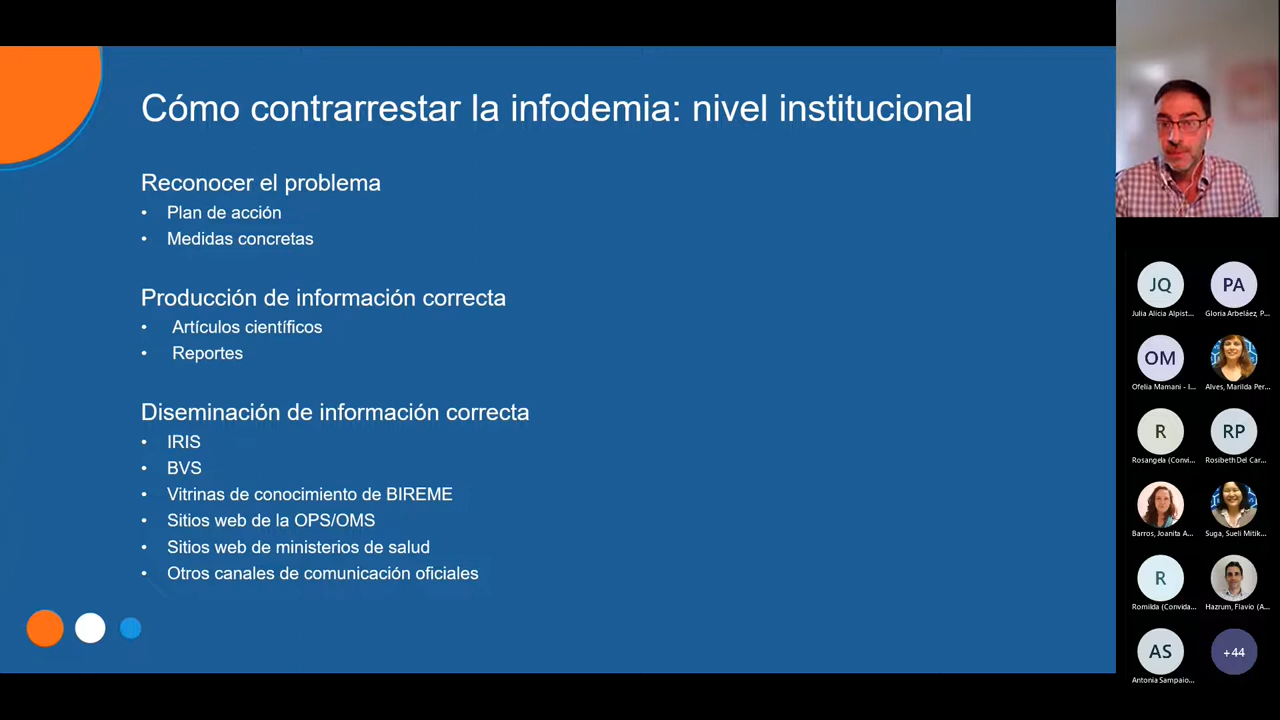 Cómo contrarrestar la infodemia: nivel institucional
Reconocer el problema
• Plan de acción
• Medidas concretas
Producción de información correcta
• Artículos científicos
• Reportes
Diseminación de información correcta
• IRIS
• BVS
• Vitrinas de conocimiento de BIREME
• Sitios web de la OPS/OMS
• Sitios web de ministerios de salud
• Otros canales de comunicación oficiales
JQ
Julia Alicia Alpist...
PA
Gloria Arbeláez, P...
OM
Ofelia Mamani - I...
Alves, Marilda Per...
R
Rosangela (Convi...
RP
Rosibeth Del Car...
Barros, Joanita A...
Suga, Sueli Mitik...
R
Romilda (Convida...
Hazrum, Flavio (A...
AS
Antonia Sampaio...
+44